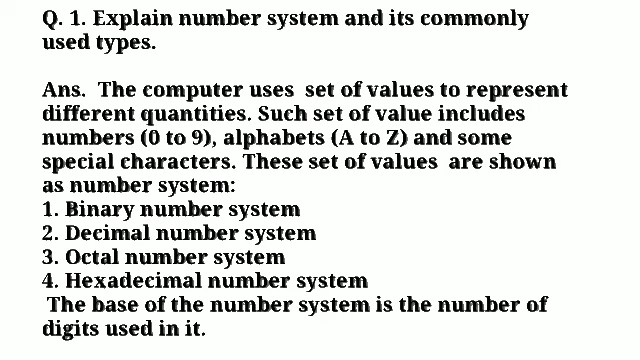 Q. 1. Explain number system and its commonly
used types.
Ans.  The computer uses  set of values to represent
different quantities. Such set of value includes
numbers (0 to 9), alphabets (A to Z) and some
special characters. These set of values  are shown
as number system:
1. Binary number system
2. Decimal number system
3. Octal number system
4. Hexadecimal number system
The base of the number system is the number of
digits used in it.